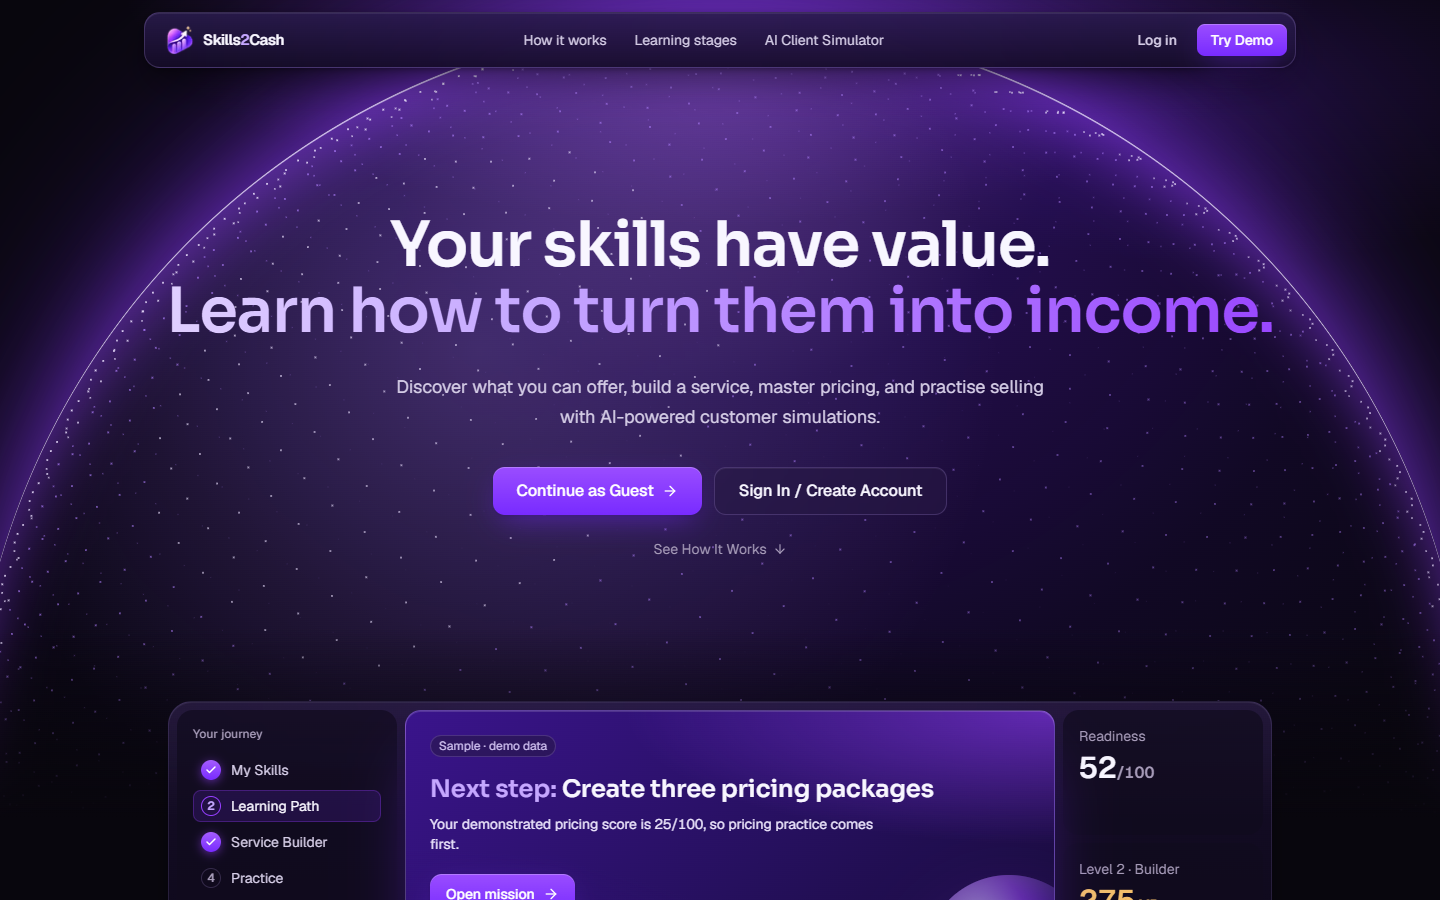 Skills2Cash
How it works
Learning stages
AI Client Simulator
Log in
Try Demo
Your skills have value.
Learn how to turn them into income.
Discover what you can offer, build a service, master pricing, and practise selling
with AI-powered customer simulations.
Continue as Guest →
Sign In / Create Account
See How It Works ↓
Your journey
My Skills
2 Learning Path
Service Builder
4 Practice
Sample · demo data
Next step: Create three pricing packages
Your demonstrated pricing score is 25/100, so pricing practice comes
first.
Open mission →
Readiness
52/100
Level 2 · Builder
275